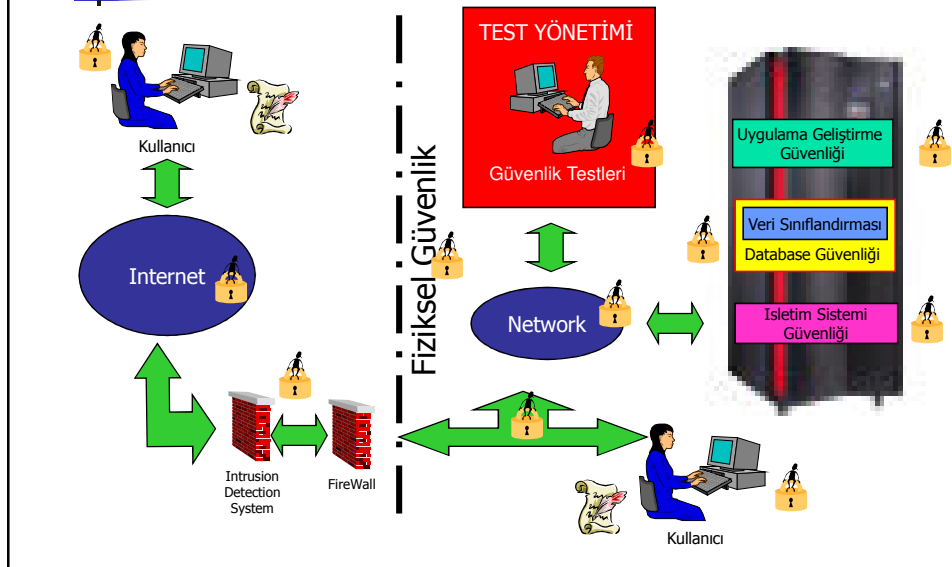 TEST YÖNETİMİ
Güvenlik Testleri
Kullanıcı
Internet
Intrusion
Detection
System
FireWall
Fiziksel Güvenlik
Network
Uygulama Geliştirme
Güvenliği
Veri Sınıflandırması
Database Güvenliği
Isletim Sistemi
Güvenliği
Kullanıcı